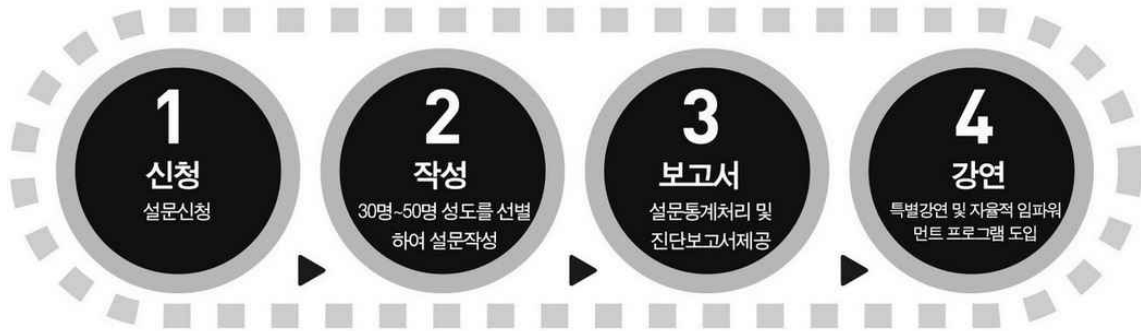 1
신청
설문신청
2
작성
30명~50명 성도를 선별
하여 설문작성
3
보고서
설문통계처리 및
진단보고서제공
4
강연
특별강연 및 자율적 임파워
먼트 프로그램 도입